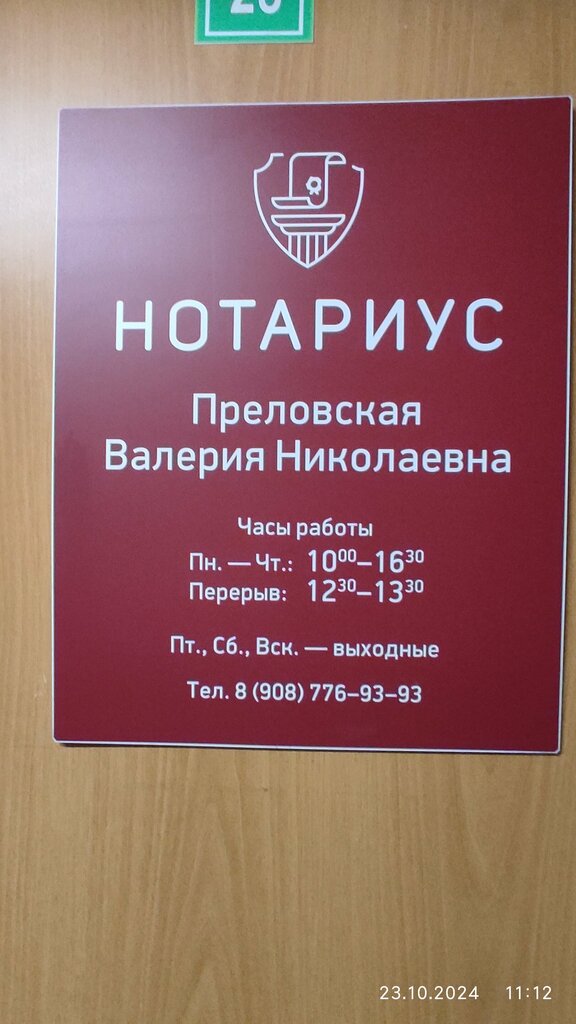 НОТАРИУС
Преловская
Валерия Николаевна
Часы работы
Пн. — Чт.: 10⁰⁰–16³⁰
Перерыв: 12³⁰–13³⁰
Пт., Сб., Вск. — выходные
Тел. 8 (908) 776–93–93
23.10.2024 11:12